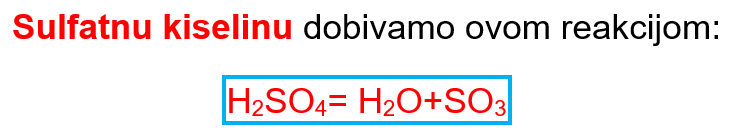 Sulfatnu kiselinu dobivamo ovom reakcijom:
H₂SO₄= H₂O+SO₃